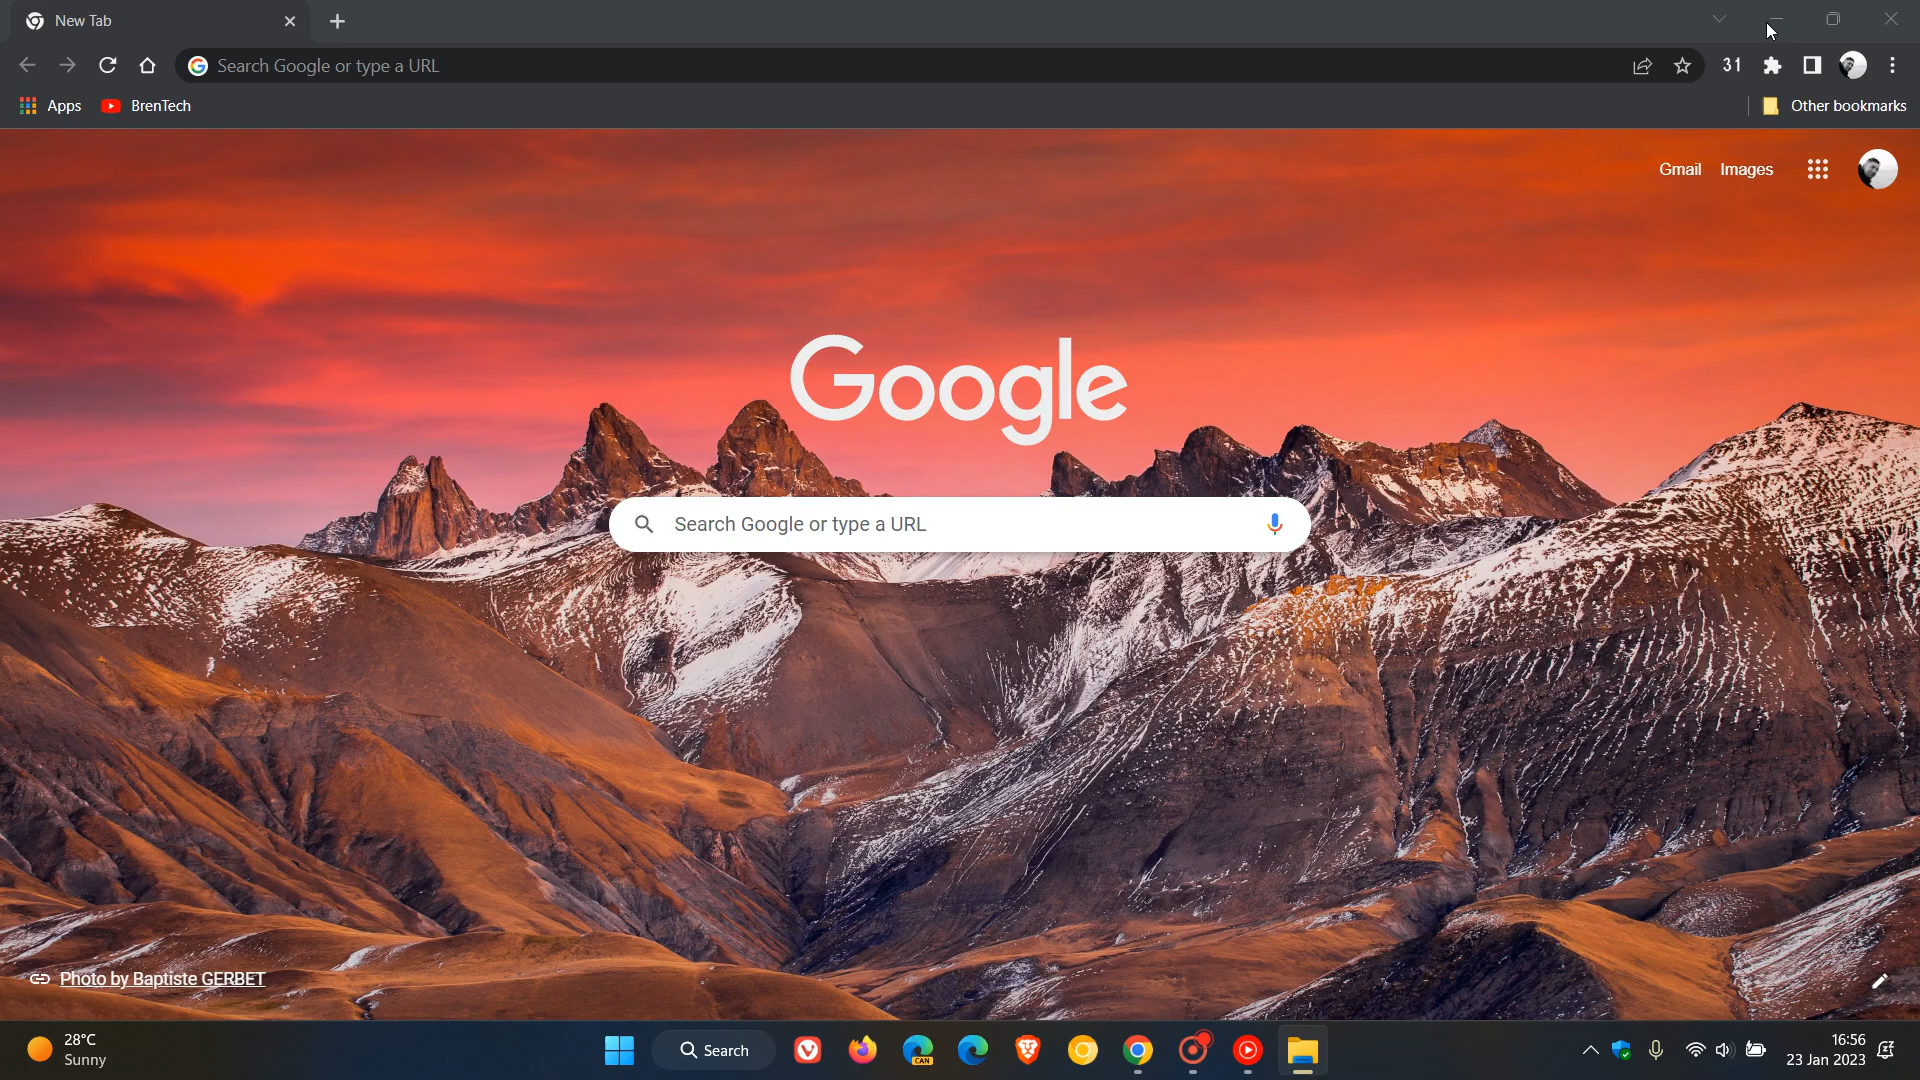 New Tab
Search Google or type a URL
31
Apps
BrenTech
Other bookmarks
Gmail
Images
Google
Search Google or type a URL
Photo by Baptiste GERBET
28°C
Sunny
Search
CAN
16:56
23 Jan 2023